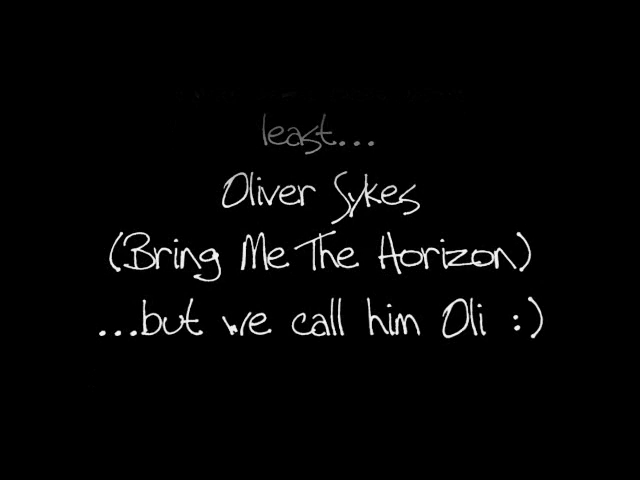 least...
Oliver Sykes
(Bring Me The Horizon)
...but we call him Oli :)